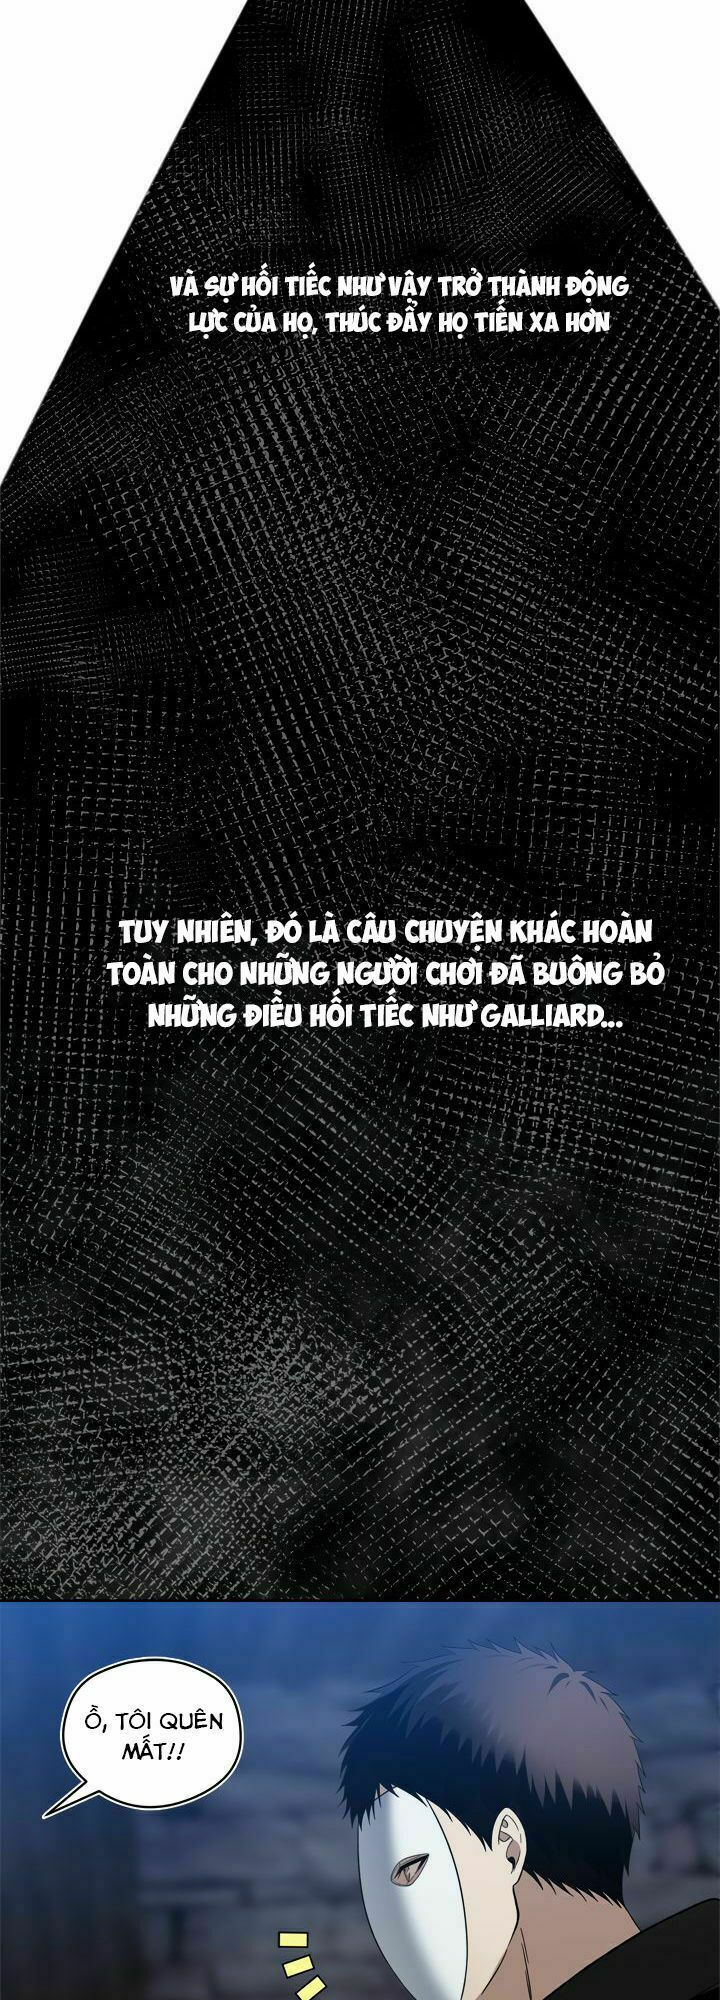 VÀ SỰ HỐI TIẾC NHƯ VẬY TRỞ THÀNH ĐỘNG
LỰC CỦA HỌ, THÚC ĐẨY HỌ TIẾN XA HƠN
TUY NHIÊN, ĐÓ LÀ CÂU CHUYỆN KHÁC HOÀN
TOÀN CHO NHỮNG NGƯỜI CHƠI ĐÃ BUÔNG BỎ
NHỮNG ĐIỀU HỐI TIẾC NHƯ GALLIARD...
Ồ, TÔI QUÊN
MẤT!!